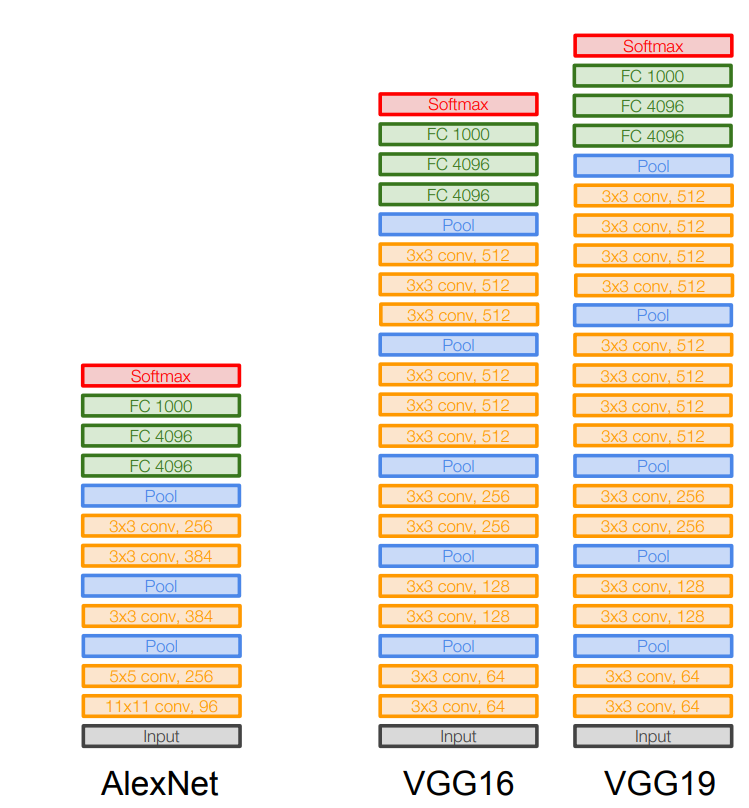 Softmax
FC 1000
FC 4096
FC 4096
Pool
3x3 conv, 256
3x3 conv, 384
Pool
3x3 conv, 384
Pool
5x5 conv, 256
11x11 conv, 96
Input
AlexNet
Softmax
FC 1000
FC 4096
FC 4096
Pool
3x3 conv, 512
3x3 conv, 512
3x3 conv, 512
Pool
3x3 conv, 512
3x3 conv, 512
3x3 conv, 512
Pool
3x3 conv, 256
3x3 conv, 256
Pool
3x3 conv, 128
3x3 conv, 128
Pool
3x3 conv, 64
3x3 conv, 64
Input
VGG16
Softmax
FC 1000
FC 4096
FC 4096
Pool
3x3 conv, 512
3x3 conv, 512
3x3 conv, 512
3x3 conv, 512
Pool
3x3 conv, 512
3x3 conv, 512
3x3 conv, 512
3x3 conv, 512
Pool
3x3 conv, 256
3x3 conv, 256
Pool
3x3 conv, 128
3x3 conv, 128
Pool
3x3 conv, 64
3x3 conv, 64
Input
VGG19